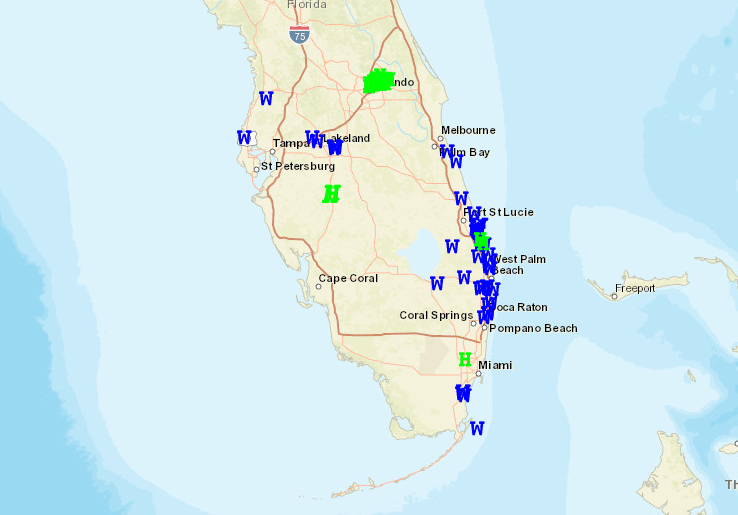 Florida
75
Orlando
W
Melbourne
W
W
W
Lakeland
Tampa
W
W
Palm Bay
W
St Petersburg
H
W
Port St Lucie
W
W
W
West Palm
Beach
Cape Coral
W
W
Freeport
W
W
Boca Raton
Coral Springs
W
Pompano Beach
H
Miami
W
W
Th